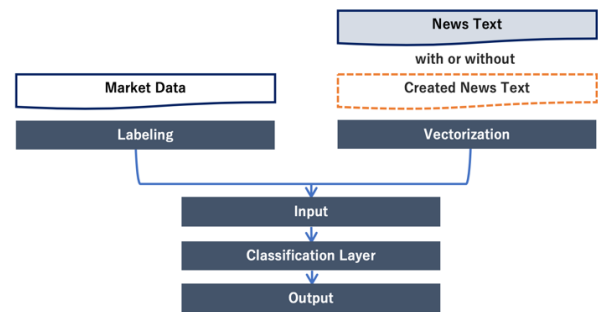 News Text
with or without
Market Data
Created News Text
Labeling
Vectorization
Input
Classification Layer
Output